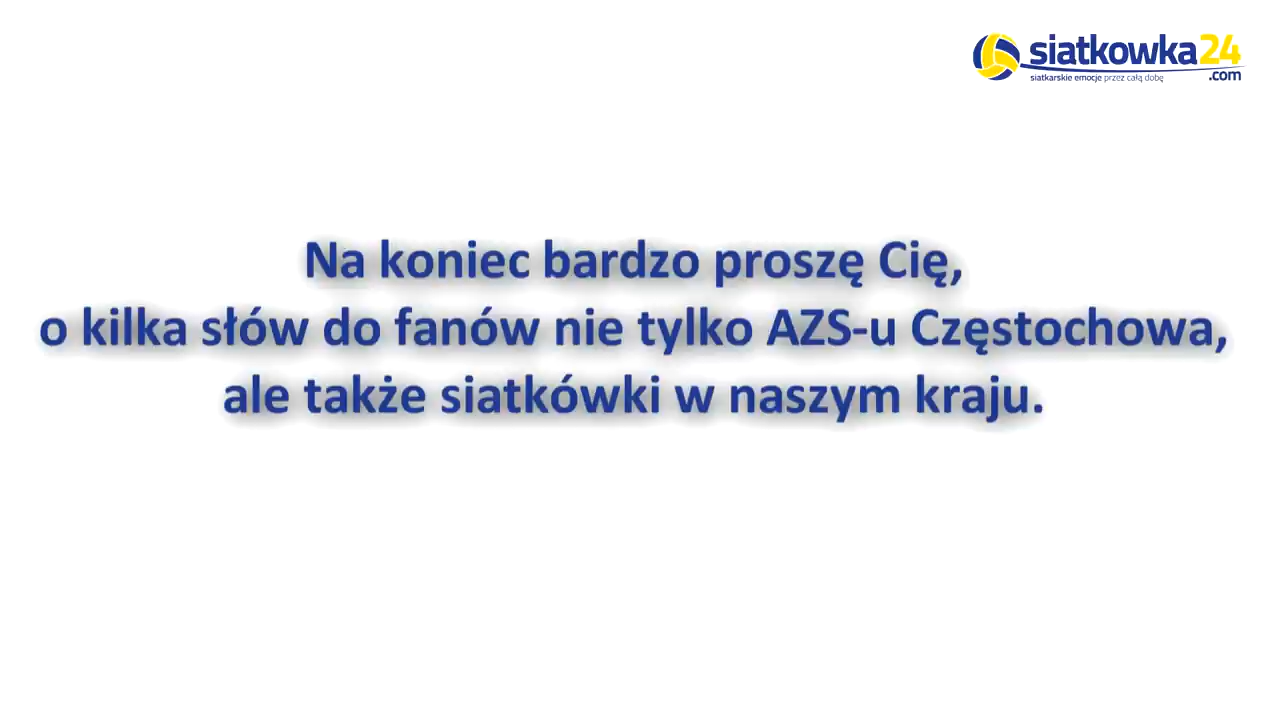 siatkowka24
.com
siatkarskie emocje przez całą dobę
Na koniec bardzo proszę Cię,
o kilka słów do fanów nie tylko AZS-u Częstochowa,
ale także siatkówki w naszym kraju.